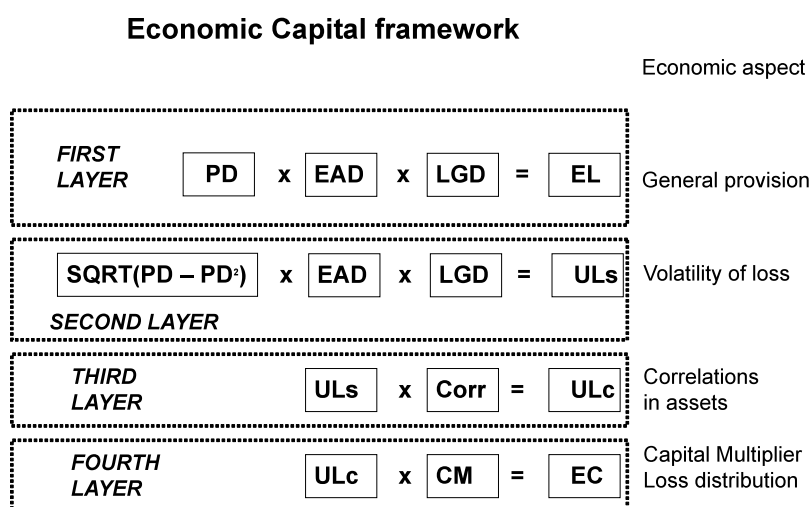 Economic Capital framework
Economic aspect
FIRST
LAYER
PD x EAD x LGD = EL
General provision
SQRT(PD – PD²) x EAD x LGD = ULs
Volatility of loss
SECOND LAYER
THIRD
LAYER
ULs x Corr = ULc
Correlations
in assets
FOURTH
LAYER
ULc x CM = EC
Capital Multiplier
Loss distribution